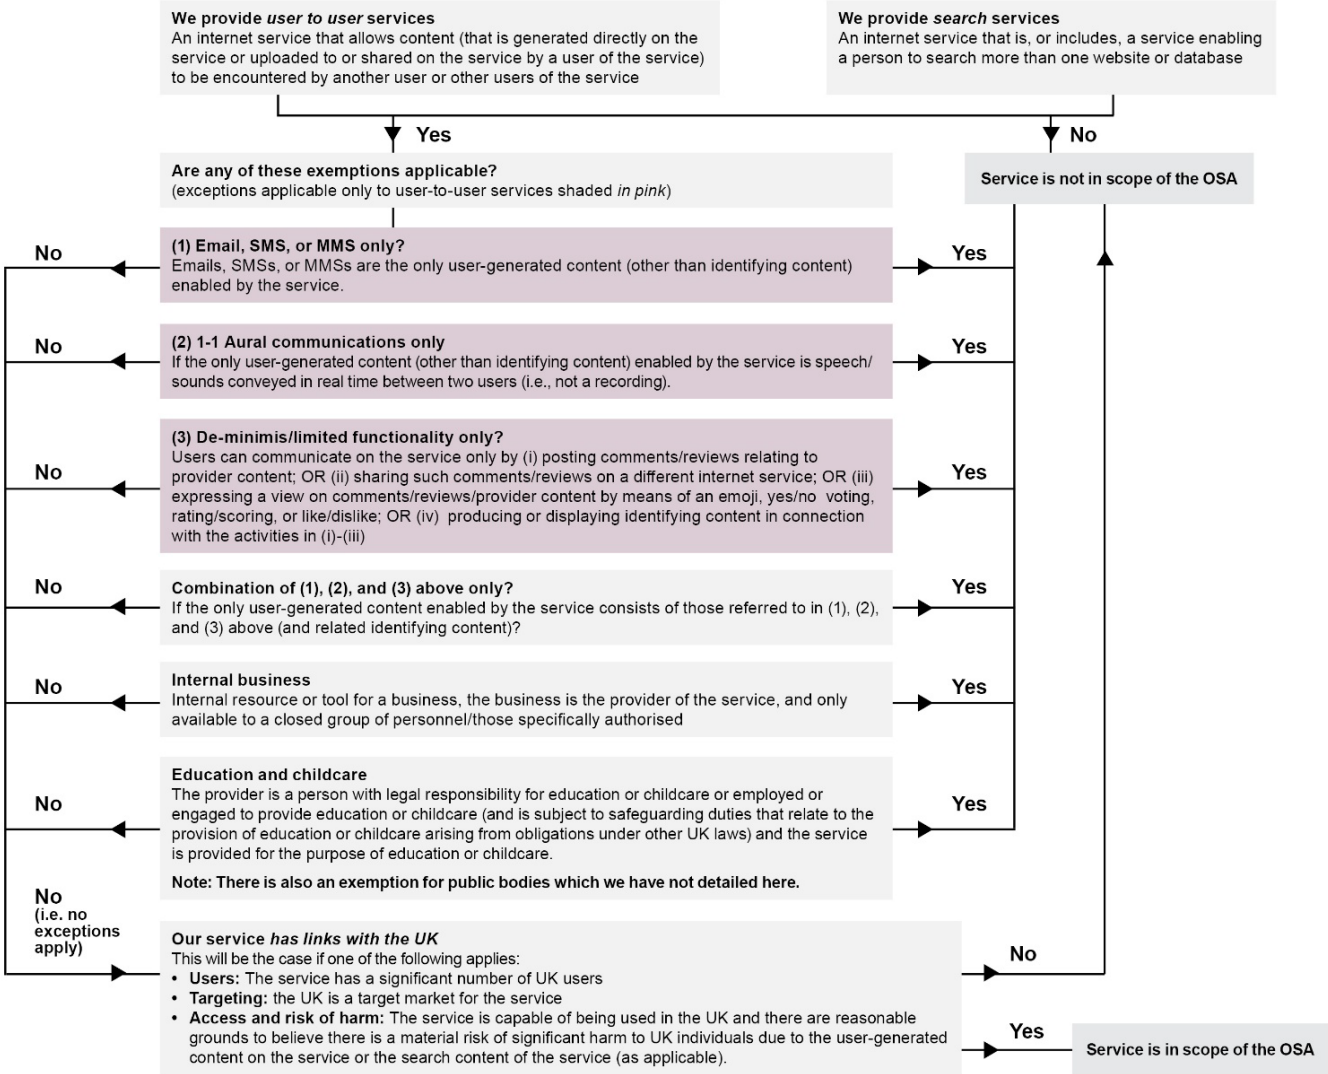 We provide user to user services
An internet service that allows content (that is generated directly on the
service or uploaded to or shared on the service by a user of the service)
to be encountered by another user or other users of the service
We provide search services
An internet service that is, or includes, a service enabling
a person to search more than one website or database
Yes
No
Are any of these exemptions applicable?
(exceptions applicable only to user-to-user services shaded in pink)
Service is not in scope of the OSA
No
(1) Email, SMS, or MMS only?
Emails, SMSs, or MMSs are the only user-generated content (other than identifying content)
enabled by the service.
Yes
No
(2) 1-1 Aural communications only
If the only user-generated content (other than identifying content) enabled by the service is speech/
sounds conveyed in real time between two users (i.e., not a recording).
Yes
No
(3) De-minimis/limited functionality only?
Users can communicate on the service only by (i) posting comments/reviews relating to
provider content; OR (ii) sharing such comments/reviews on a different internet service; OR (iii)
expressing a view on comments/reviews/provider content by means of an emoji, yes/no voting,
rating/scoring, or like/dislike; OR (iv) producing or displaying identifying content in connection
with the activities in (i)-(iii)
Yes
No
Combination of (1), (2), and (3) above only?
If the only user-generated content enabled by the service consists of those referred to in (1), (2),
and (3) above (and related identifying content)?
Yes
No
Internal business
Internal resource or tool for a business, the business is the provider of the service, and only
available to a closed group of personnel/those specifically authorised
Yes
No
Education and childcare
The provider is a person with legal responsibility for education or childcare or employed or
engaged to provide education or childcare (and is subject to safeguarding duties that relate to the
provision of education or childcare arising from obligations under other UK laws) and the service
is provided for the purpose of education or childcare.
Note: There is also an exemption for public bodies which we have not detailed here.
Yes
No
(i.e. no
exceptions
apply)
Our service has links with the UK
This will be the case if one of the following applies:
• Users: The service has a significant number of UK users
• Targeting: the UK is a target market for the service
• Access and risk of harm: The service is capable of being used in the UK and there are reasonable
grounds to believe there is a material risk of significant harm to UK individuals due to the user-generated
content on the service or the search content of the service (as applicable).
No
Yes
Service is in scope of the OSA